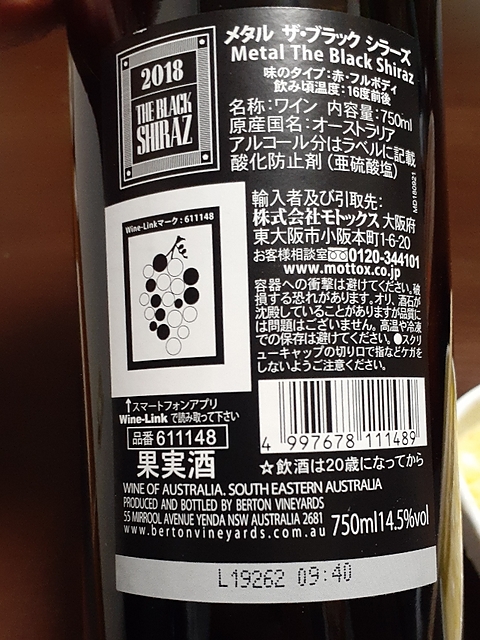 2018
THE BLACK
SHIRAZ
メタル ザ・ブラック シラーズ
Metal The Black Shiraz
味のタイプ:赤・フルボディ
飲み頃温度:16度前後
名称:ワイン 内容量:750ml
原産国名:オーストラリア
アルコール分はラベルに記載
酸化防止剤(亜硫酸塩)
MD180921
Wine-Linkマーク:611148
↑スマートフォンアプリ
Wine-Link で読み取って下さい
品番 611148
果実酒
輸入者及び引取先:
株式会社モトックス 大阪府
東大阪市小阪本町1-6-20
お客様相談室 0120-344101
www.mottox.co.jp
容器への衝撃は避けてください。破
損する恐れがあります。オリ、酒石が
沈殿していることがありますが品質に
は問題はございません。高温や冷凍
での保存は避けてください。●スクリ
ューキャップの切り口で指などケガを
しないようご注意ください。
4 997678 111489
☆飲酒は20歳になってから
WINE OF AUSTRALIA. SOUTH EASTERN AUSTRALIA
PRODUCED AND BOTTLED BY BERTON VINEYARDS
55 MIRROOL AVENUE YENDA NSW AUSTRALIA 2681
www.bertonvineyards.com.au
750ml14.5%vol
L19262 09:40